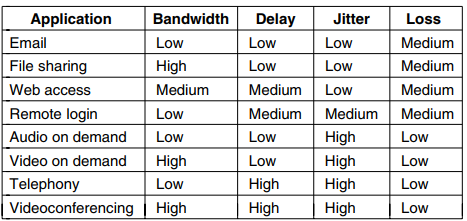 Application Bandwidth Delay Jitter Loss
Email Low Low Low Medium
File sharing High Low Low Medium
Web access Medium Medium Low Medium
Remote login Low Medium Medium Medium
Audio on demand Low Low High Low
Video on demand High Low High Low
Telephony Low High High Low
Videoconferencing High High High Low